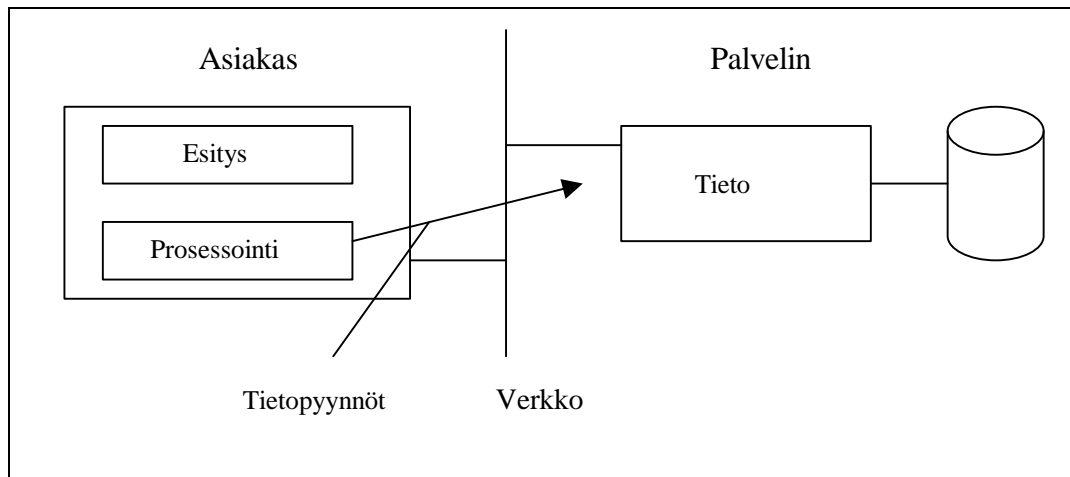 Asiakas
Palvelin
Esitys
Tieto
Prosessointi
Tietopyynnöt
Verkko